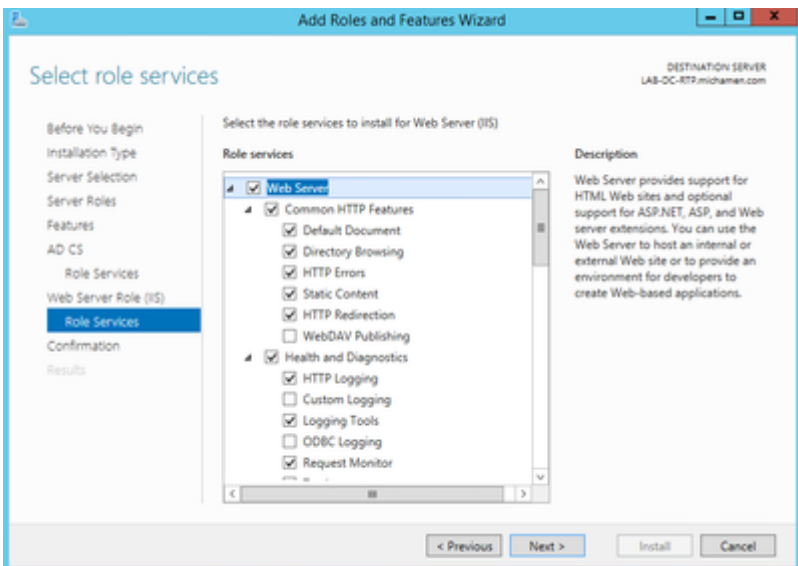 Add Roles and Features Wizard
Select role services
DESTINATION SERVER
LAB-DC-RTP.michamen.com
Before You Begin
Installation Type
Server Selection
Server Roles
Features
AD CS
Role Services
Web Server Role (IIS)
Role Services
Confirmation
Results
Select the role services to install for Web Server (IIS)
Role services
Web Server
Common HTTP Features
Default Document
Directory Browsing
HTTP Errors
Static Content
HTTP Redirection
WebDAV Publishing
Health and Diagnostics
HTTP Logging
Custom Logging
Logging Tools
ODBC Logging
Request Monitor
Description
Web Server provides support for
HTML Web sites and optional
support for ASP.NET, ASP, and Web
server extensions. You can use the
Web Server to host an internal or
external Web site or to provide an
environment for developers to
create Web-based applications.
< Previous
Next >
Install
Cancel